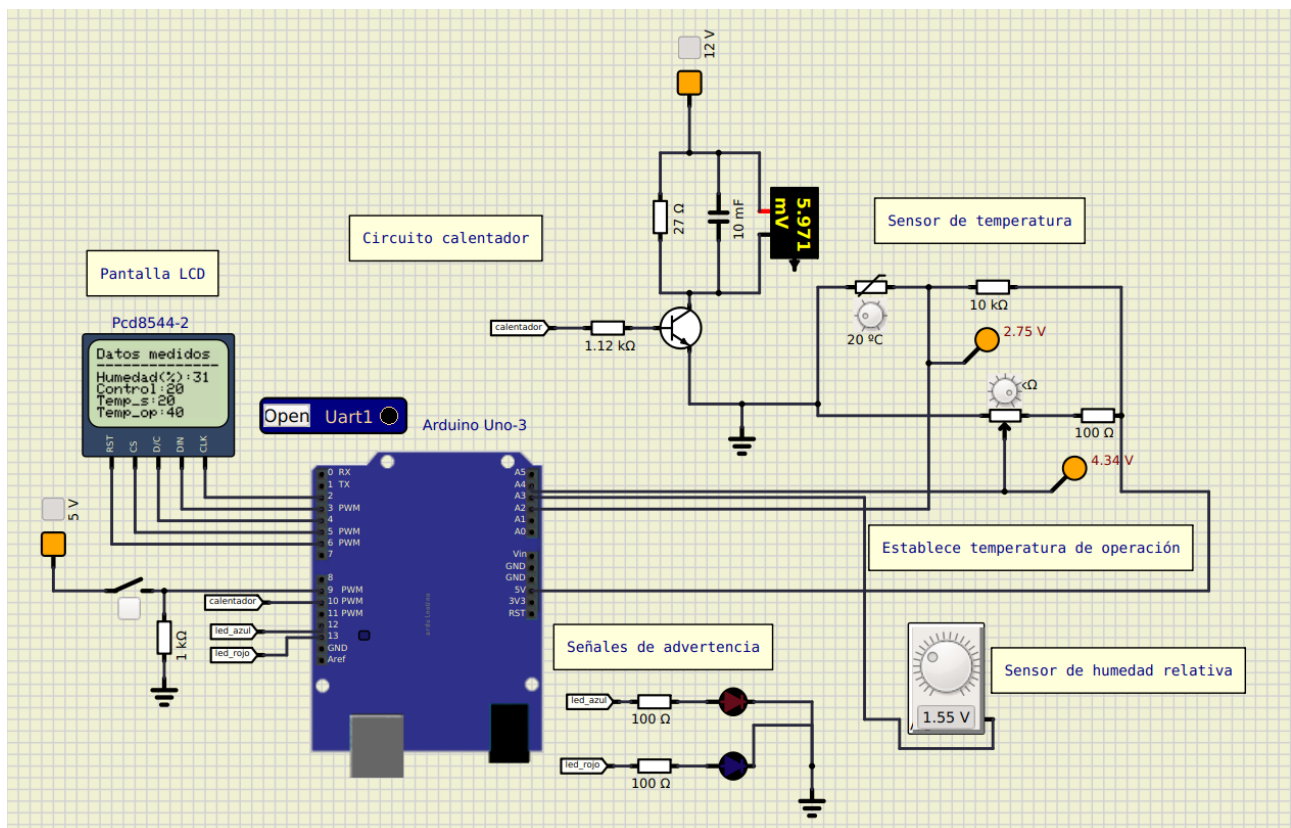 12 V
27 Ω
10 mF
5.971
mV
Sensor de temperatura
Circuito calentador
Pantalla LCD
10 kΩ
Pcd8544-2
calentador
1.12 kΩ
20 ºC
2.75 V
Datos medidos
Humedad(%):31
Control:20
Temp_s:20
Temp_op:40
kΩ
Open Uart1
Arduino Uno-3
100 Ω
RST CS D/C DIN CLK
4.34 V
0 RX
1 TX
2
3 PWM
4
5 PWM
6 PWM
7
8
9 PWM
10 PWM
11 PWM
12
13
GND
Aref
A5
A4
A3
A2
A1
A0
Vin
GND
GND
5V
3V3
RST
arduinoUno
5 V
Establece temperatura de operación
calentador
led_azul
led_rojo
1 kΩ
Señales de advertencia
Sensor de humedad relativa
1.55 V
led_azul
100 Ω
led_rojo
100 Ω